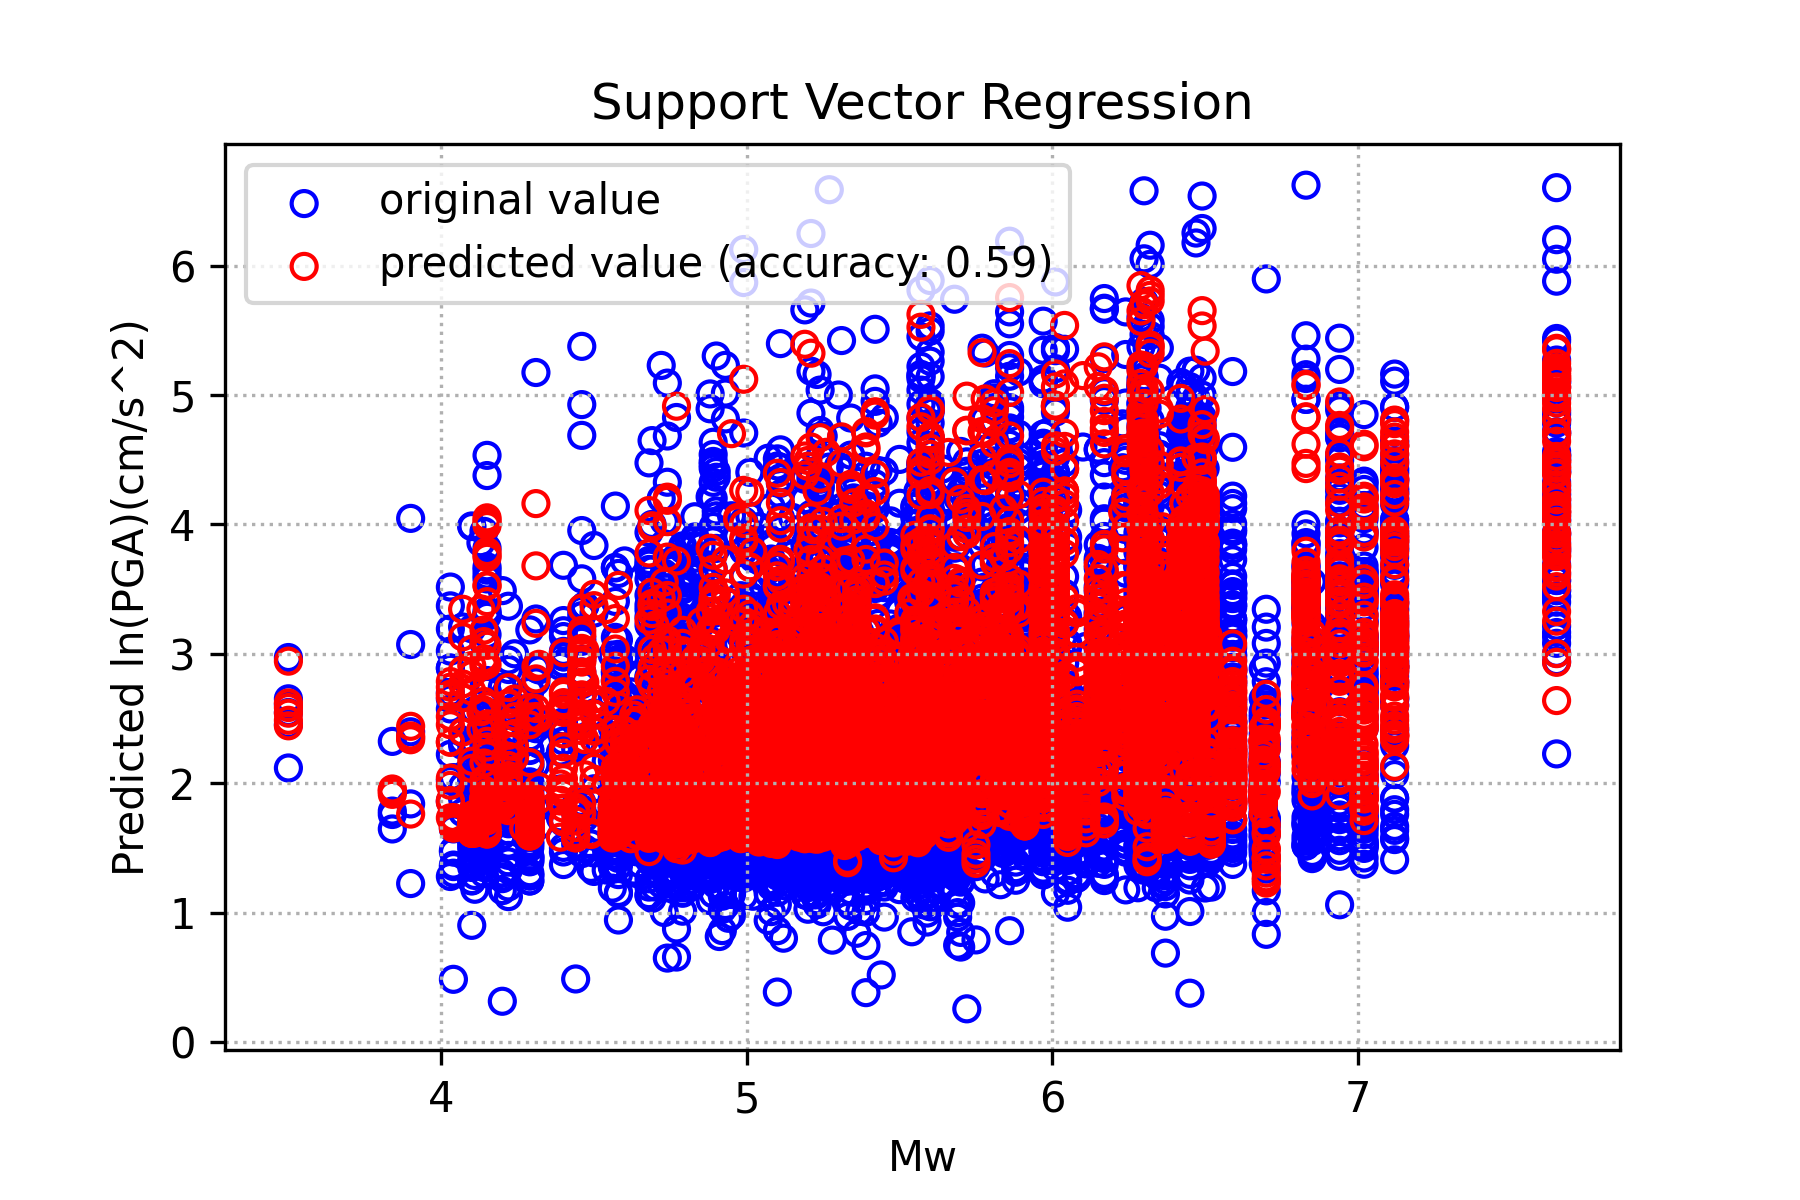 Support Vector Regression
original value
predicted value (accuracy: 0.59)
Predicted ln(PGA)(cm/s^2)
6
5
4
3
2
1
0
4 5 6 7
Mw